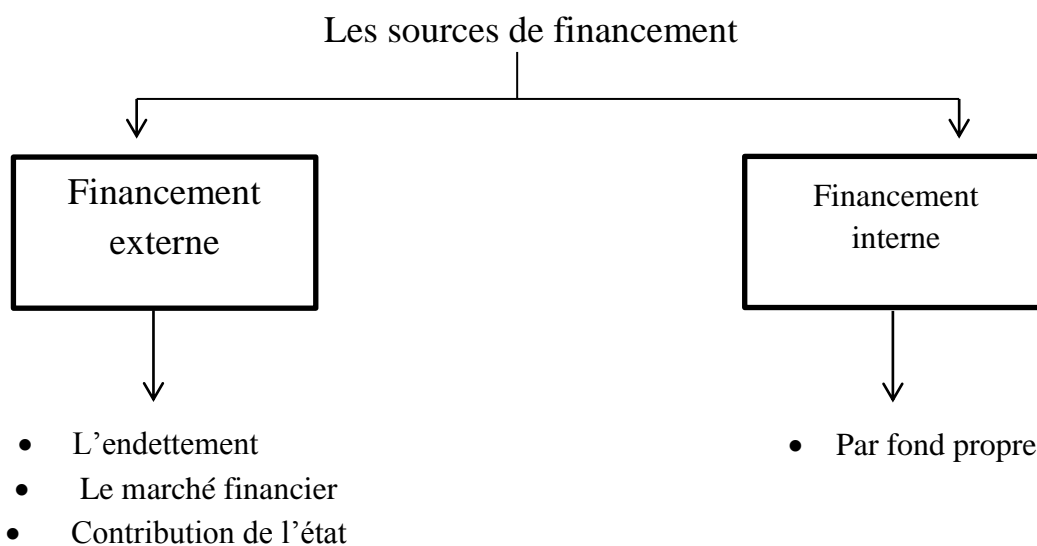 Les sources de financement
Financement
externe
Financement
interne
• L’endettement
• Le marché financier
• Contribution de l’état
• Par fond propre